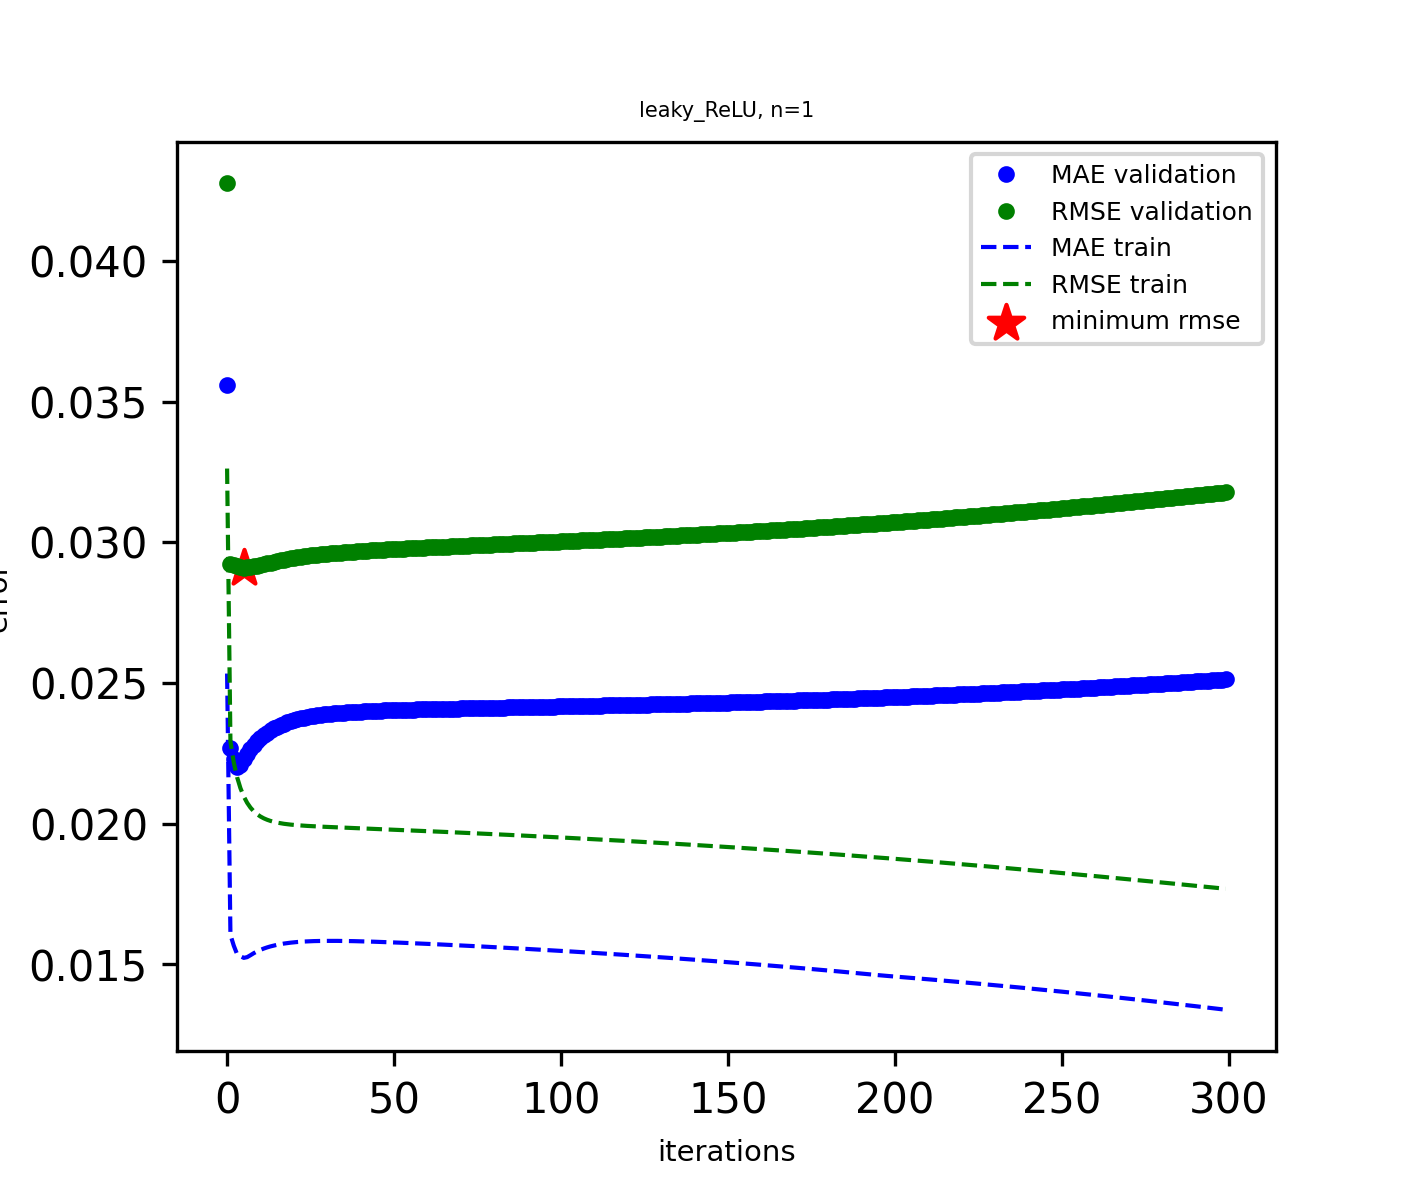 leaky_ReLU, n=1
MAE validation
RMSE validation
MAE train
RMSE train
minimum rmse
0.040
0.035
0.030
0.025
0.020
0.015
0 50 100 150 200 250 300
iterations